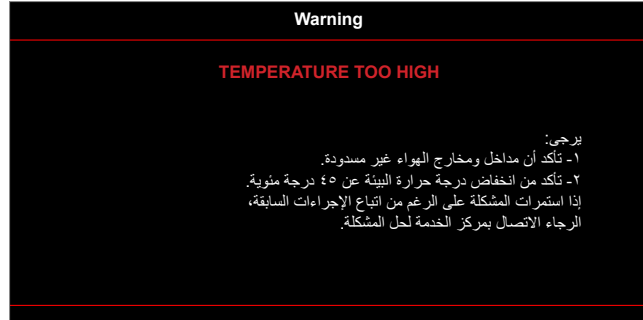 Warning
TEMPERATURE TOO HIGH
يرجى:
١- تأكد أن مداخل ومخارج الهواء غير مسدودة.
٢- تأكد من انخفاض درجة حرارة البيئة عن ٤٥ درجة مئوية.
إذا استمرات المشكلة على الرغم من اتباع الإجراءات السابقة،
الرجاء الاتصال بمركز الخدمة لحل المشكلة.